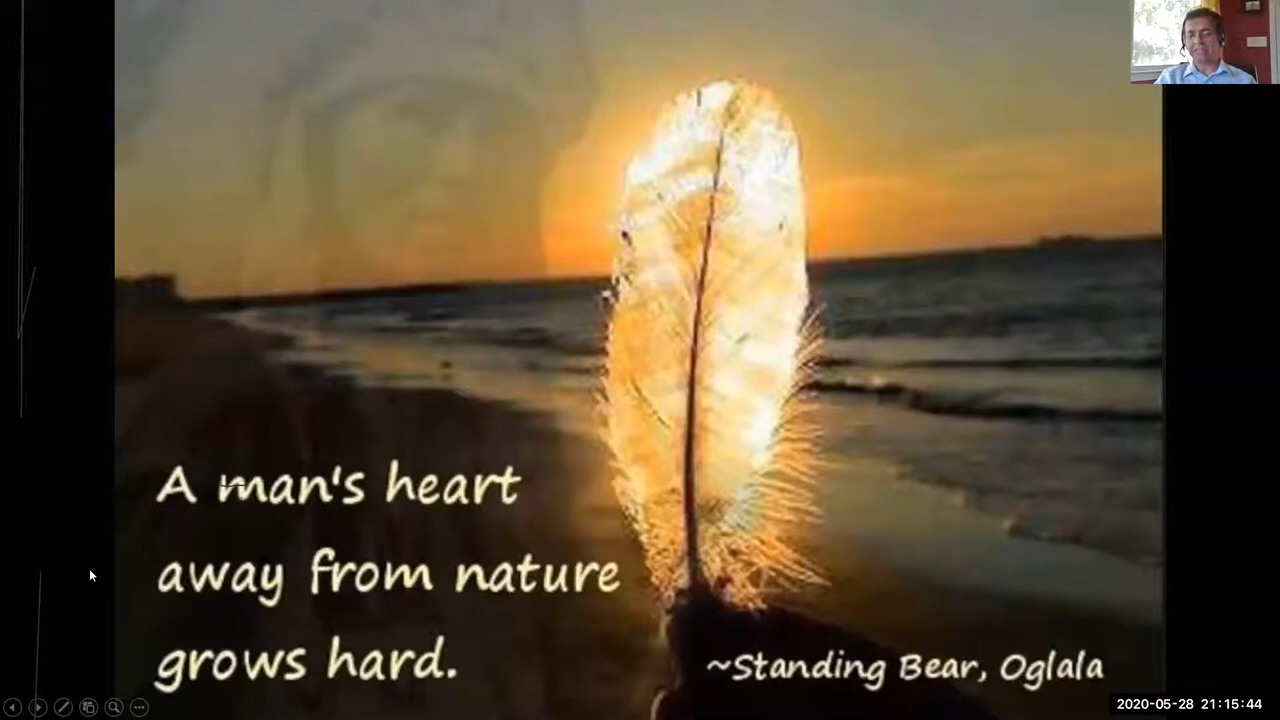 A man's heart
away from nature
grows hard.
~Standing Bear, Oglala
2020-05-28 21:15:44